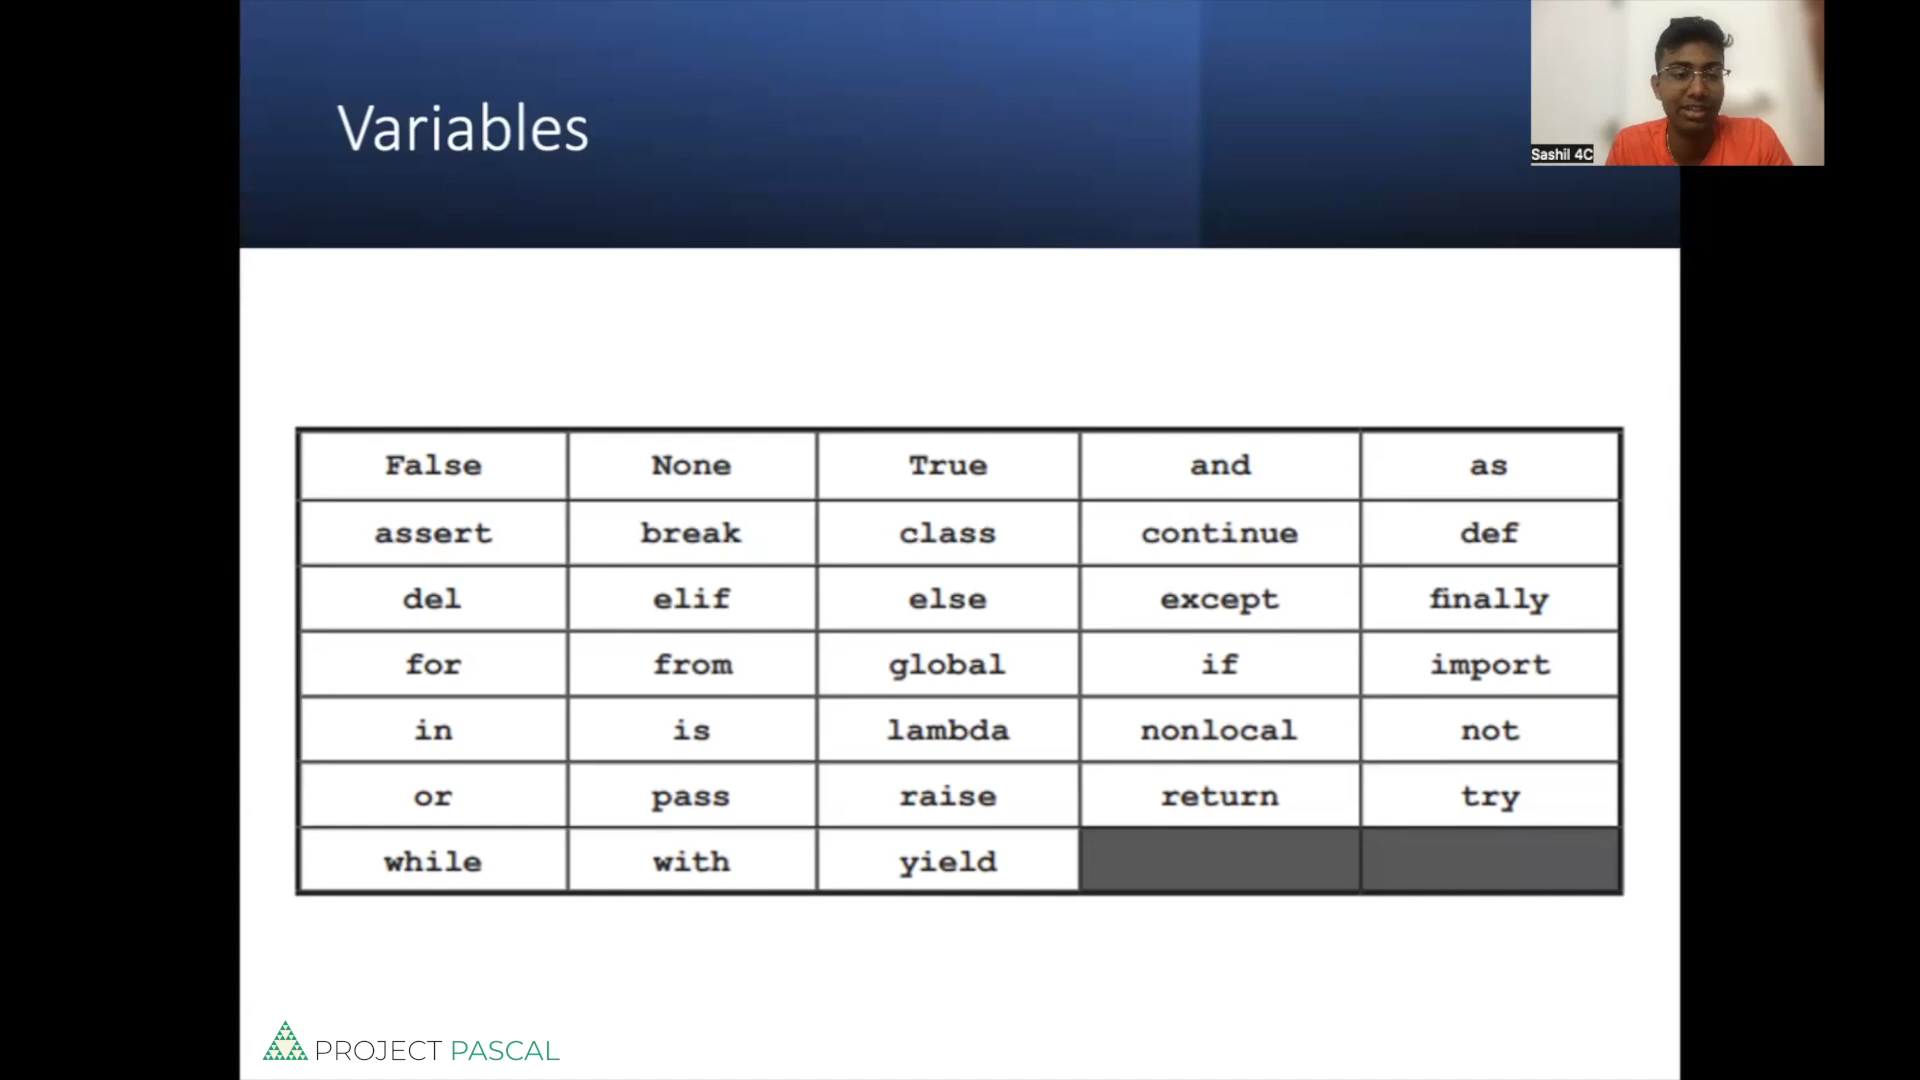 Variables
Sashil 4C
False None True and as
assert break class continue def
del elif else except finally
for from global if import
in is lambda nonlocal not
or pass raise return try
while with yield
PROJECT PASCAL